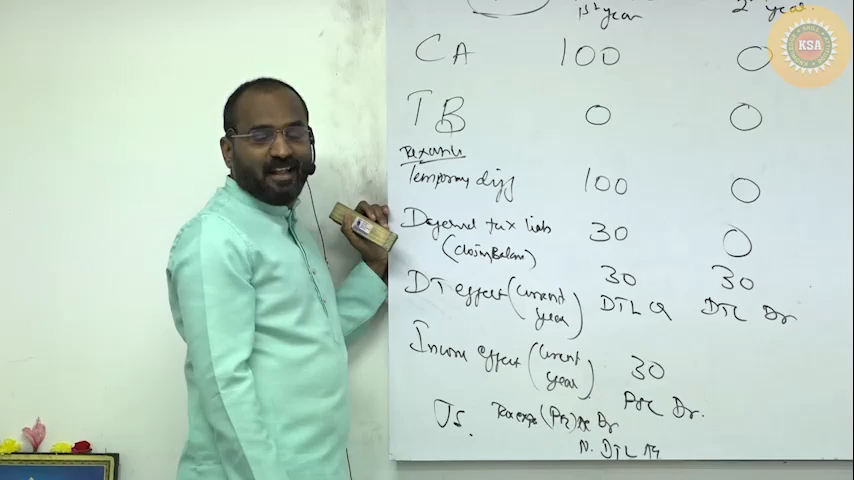 1st year 2nd year.
CA 100 0
TB 0 0
Taxable
Temporary diff 100 0
Deferred tax liab 30 0
(closing Balance)
30 30
DT effect (Current year) DTL Cr DTL Dr
Income effect (Current year) 30
P&L Dr.
Js. Tax exp (P&L) A/c Dr
To DTL A/c
KSA